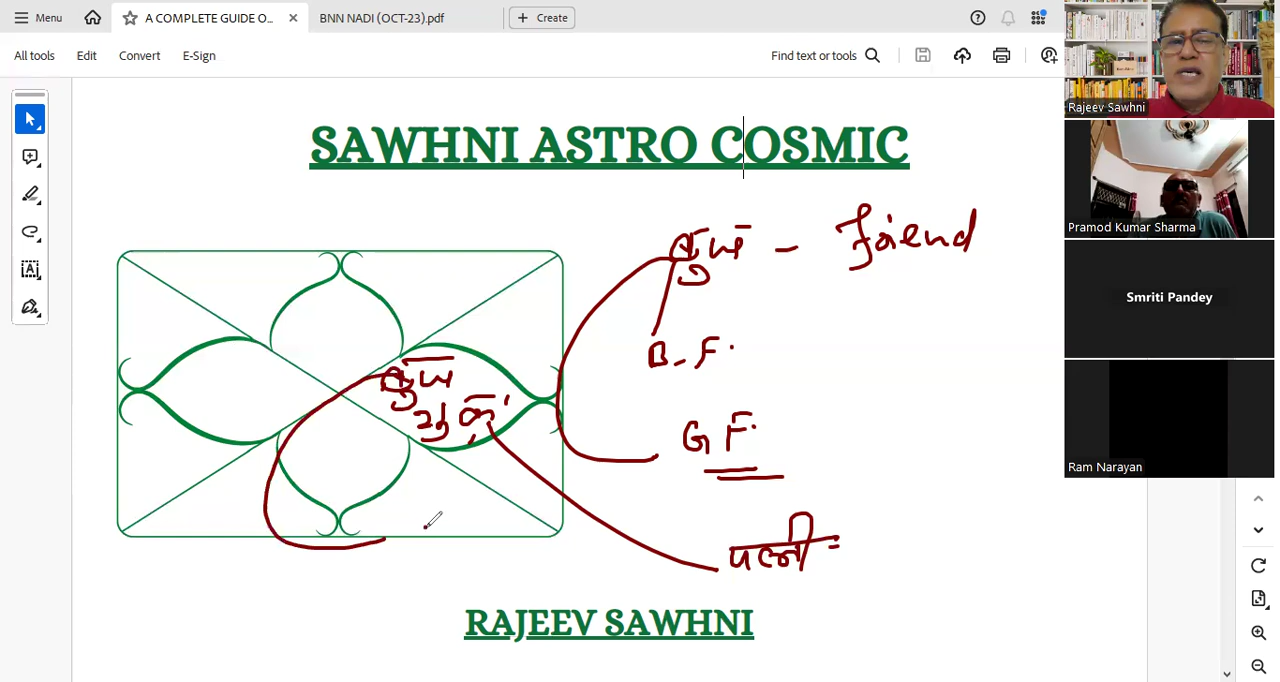 Menu
A COMPLETE GUIDE O...
BNN NADI (OCT-23).pdf
Create
All tools
Edit
Convert
E-Sign
Find text or tools
Rajeev Sawhni
Pramod Kumar Sharma
Smriti Pandey
Ram Narayan
SAWHNI ASTRO COSMIC
बुध - Friend
B.F.
बुध
G F.
पत्नी
RAJEEV SAWHNI